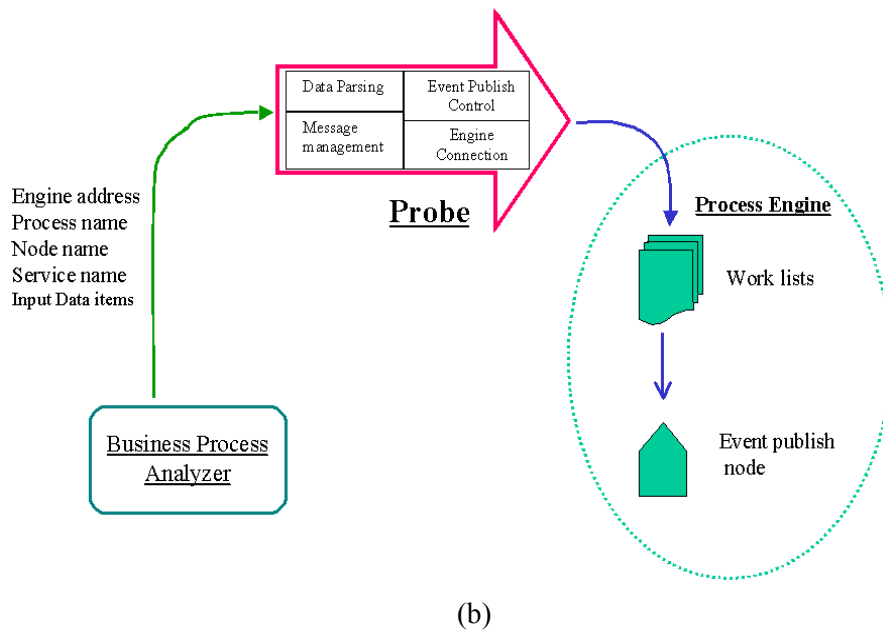 Data Parsing
Event Publish
Control
Message
management
Engine
Connection
Probe
Engine address
Process name
Node name
Service name
Input Data items
Process Engine
Work lists
Business Process
Analyzer
Event publish
node
(b)